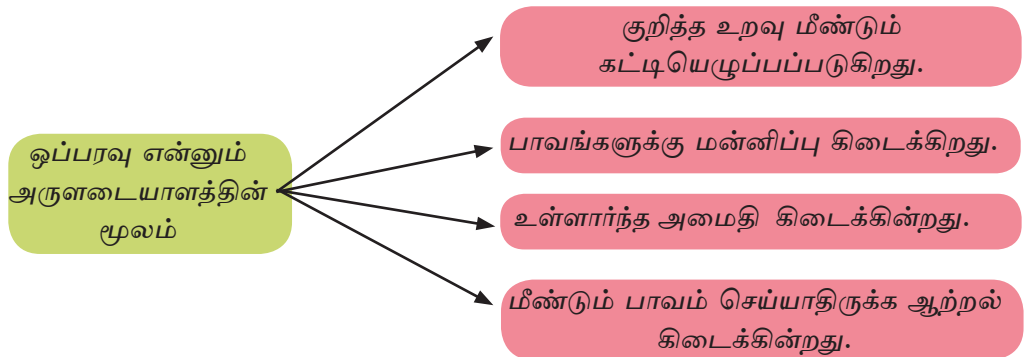 ஒப்பரவு என்னும்
அருளடையாளத்தின்
மூலம்
குறித்த உறவு மீண்டும்
கட்டியெழுப்பப்படுகிறது.
பாவங்களுக்கு மன்னிப்பு கிடைக்கிறது.
உள்ளார்ந்த அமைதி கிடைக்கின்றது.
மீண்டும் பாவம் செய்யாதிருக்க ஆற்றல்
கிடைக்கின்றது.